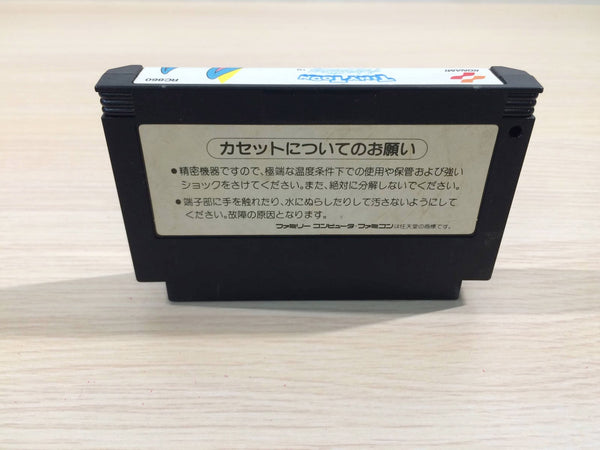 RC860
TINY TOON
ADVENTURES
TM
KONAMI
カセットについてのお願い
●精密機器ですので、極端な温度条件下での使用や保管および強い
ショックをさけてください。また、絶対に分解しないでください。
●端子部に手を触れたり、水にぬらしたりして汚さないようにして
ください。故障の原因となります。
ファミリー コンピュータ・ファミコンは任天堂の商標です。